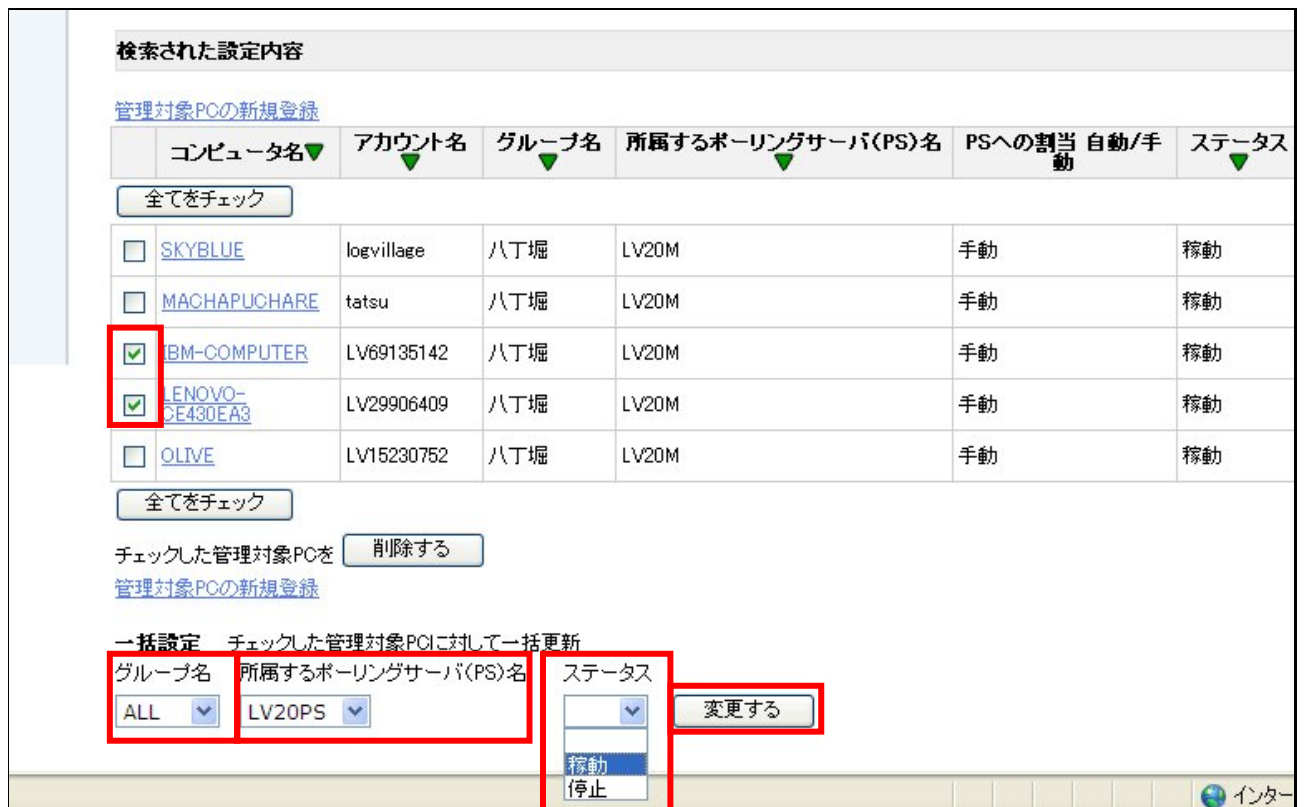 検索された設定内容
管理対象PCの新規登録
コンピュータ名▼ アカウント名▼ グループ名▼ 所属するポーリングサーバ(PS)名▼ PSへの割当 自動/手動 ステータス▼
全てをチェック
SKYBLUE logvillage 八丁堀 LV20M 手動 稼動
MACHAPUCHARE tatsu 八丁堀 LV20M 手動 稼動
IBM-COMPUTER LV69135142 八丁堀 LV20M 手動 稼動
LENOVO-
CE430EA3 LV29906409 八丁堀 LV20M 手動 稼動
OLIVE LV15230752 八丁堀 LV20M 手動 稼動
全てをチェック
チェックした管理対象PCを 削除する
管理対象PCの新規登録
一括設定 チェックした管理対象PCに対して一括更新
グループ名 所属するポーリングサーバ(PS)名 ステータス
ALL LV20PS 変更する
稼動
停止
インター